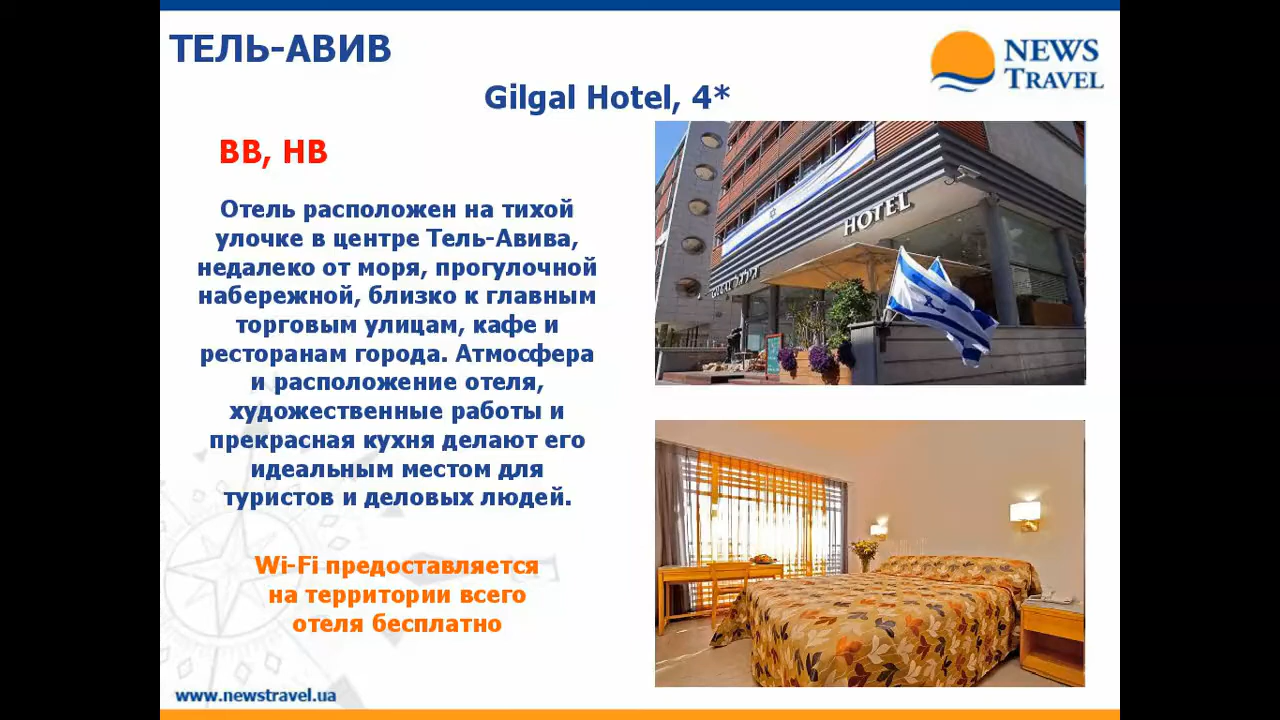 ТЕЛЬ-АВИВ
NEWS
TRAVEL
Gilgal Hotel, 4*
BB, HB
Отель расположен на тихой
улочке в центре Тель-Авива,
недалеко от моря, прогулочной
набережной, близко к главным
торговым улицам, кафе и
ресторанам города. Атмосфера
и расположение отеля,
художественные работы и
прекрасная кухня делают его
идеальным местом для
туристов и деловых людей.
Wi-Fi предоставляется
на территории всего
отеля бесплатно
HOTEL
GILGAL
www.newstravel.ua